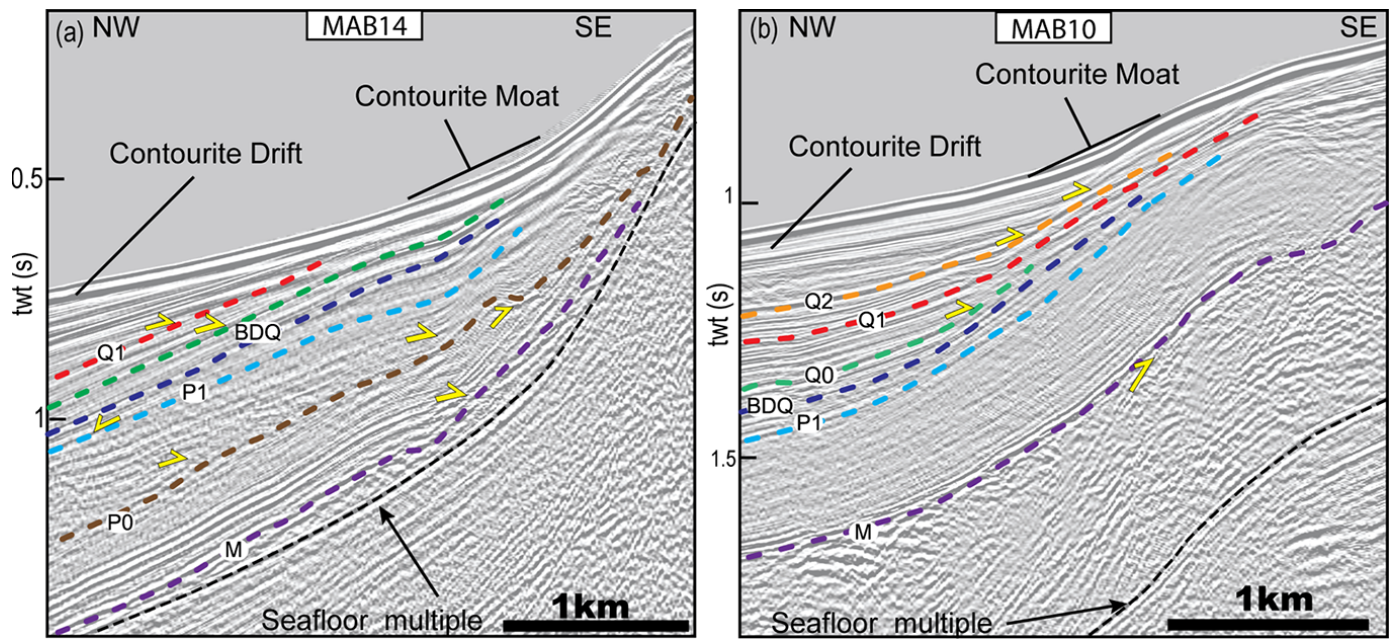 (a) NW
MAB14
SE
Contourite Moat
Contourite Drift
0.5
twt (s)
Q1
BDQ
P1
1
P0
M
Seafloor multiple
1km
(b) NW
MAB10
SE
Contourite Moat
Contourite Drift
1
twt (s)
Q2
Q1
Q0
BDQ
P1
1.5
M
Seafloor multiple
1km